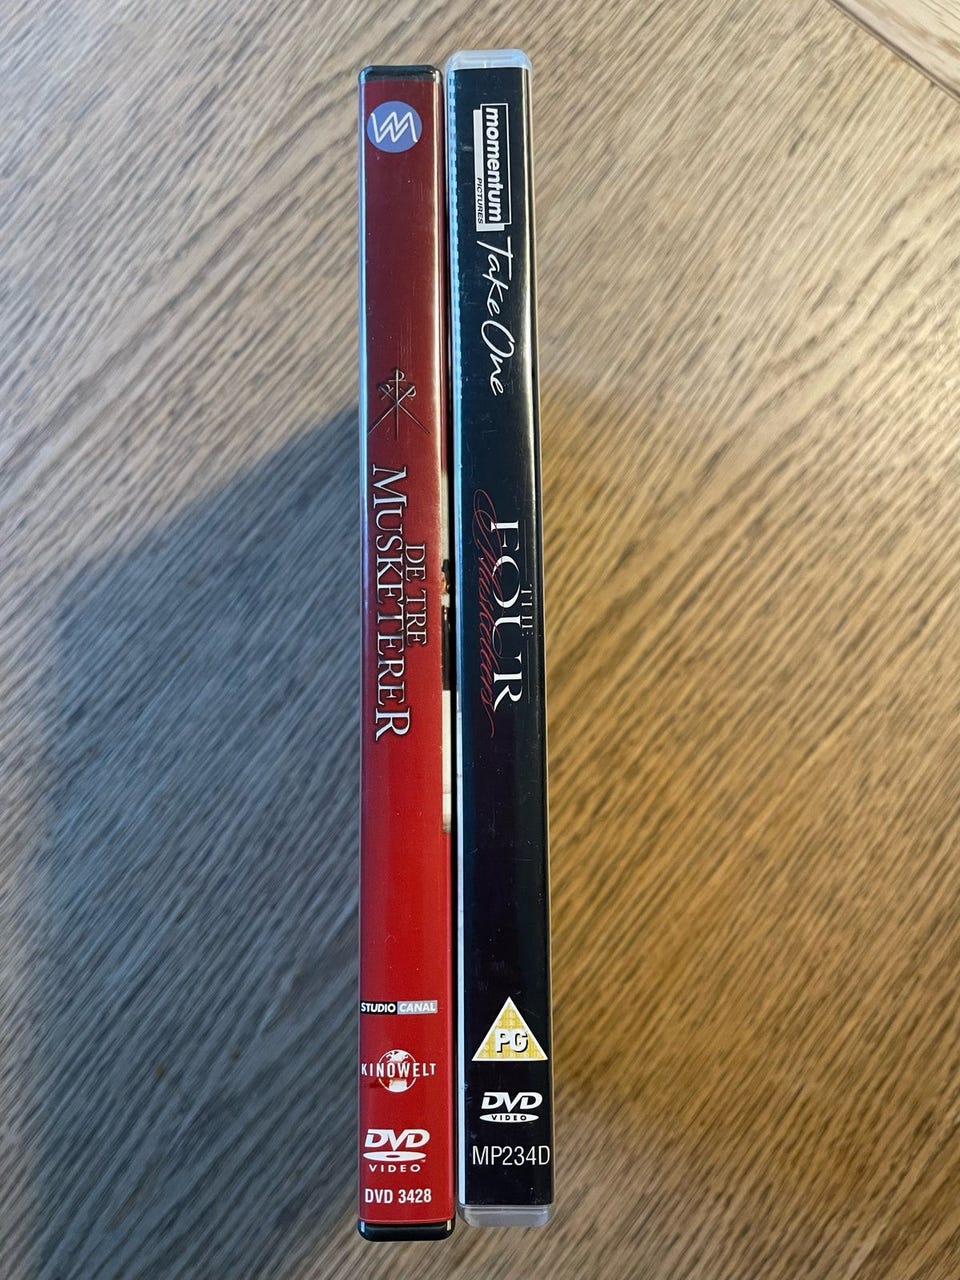 DE TRE
MUSKETERER
STUDIO CANAL
KINOWELT
DVD
VIDEO
DVD 3428
momentum
PICTURES
Take One
THE
FOUR
Musketeers
PG
DVD
VIDEO
MP234D